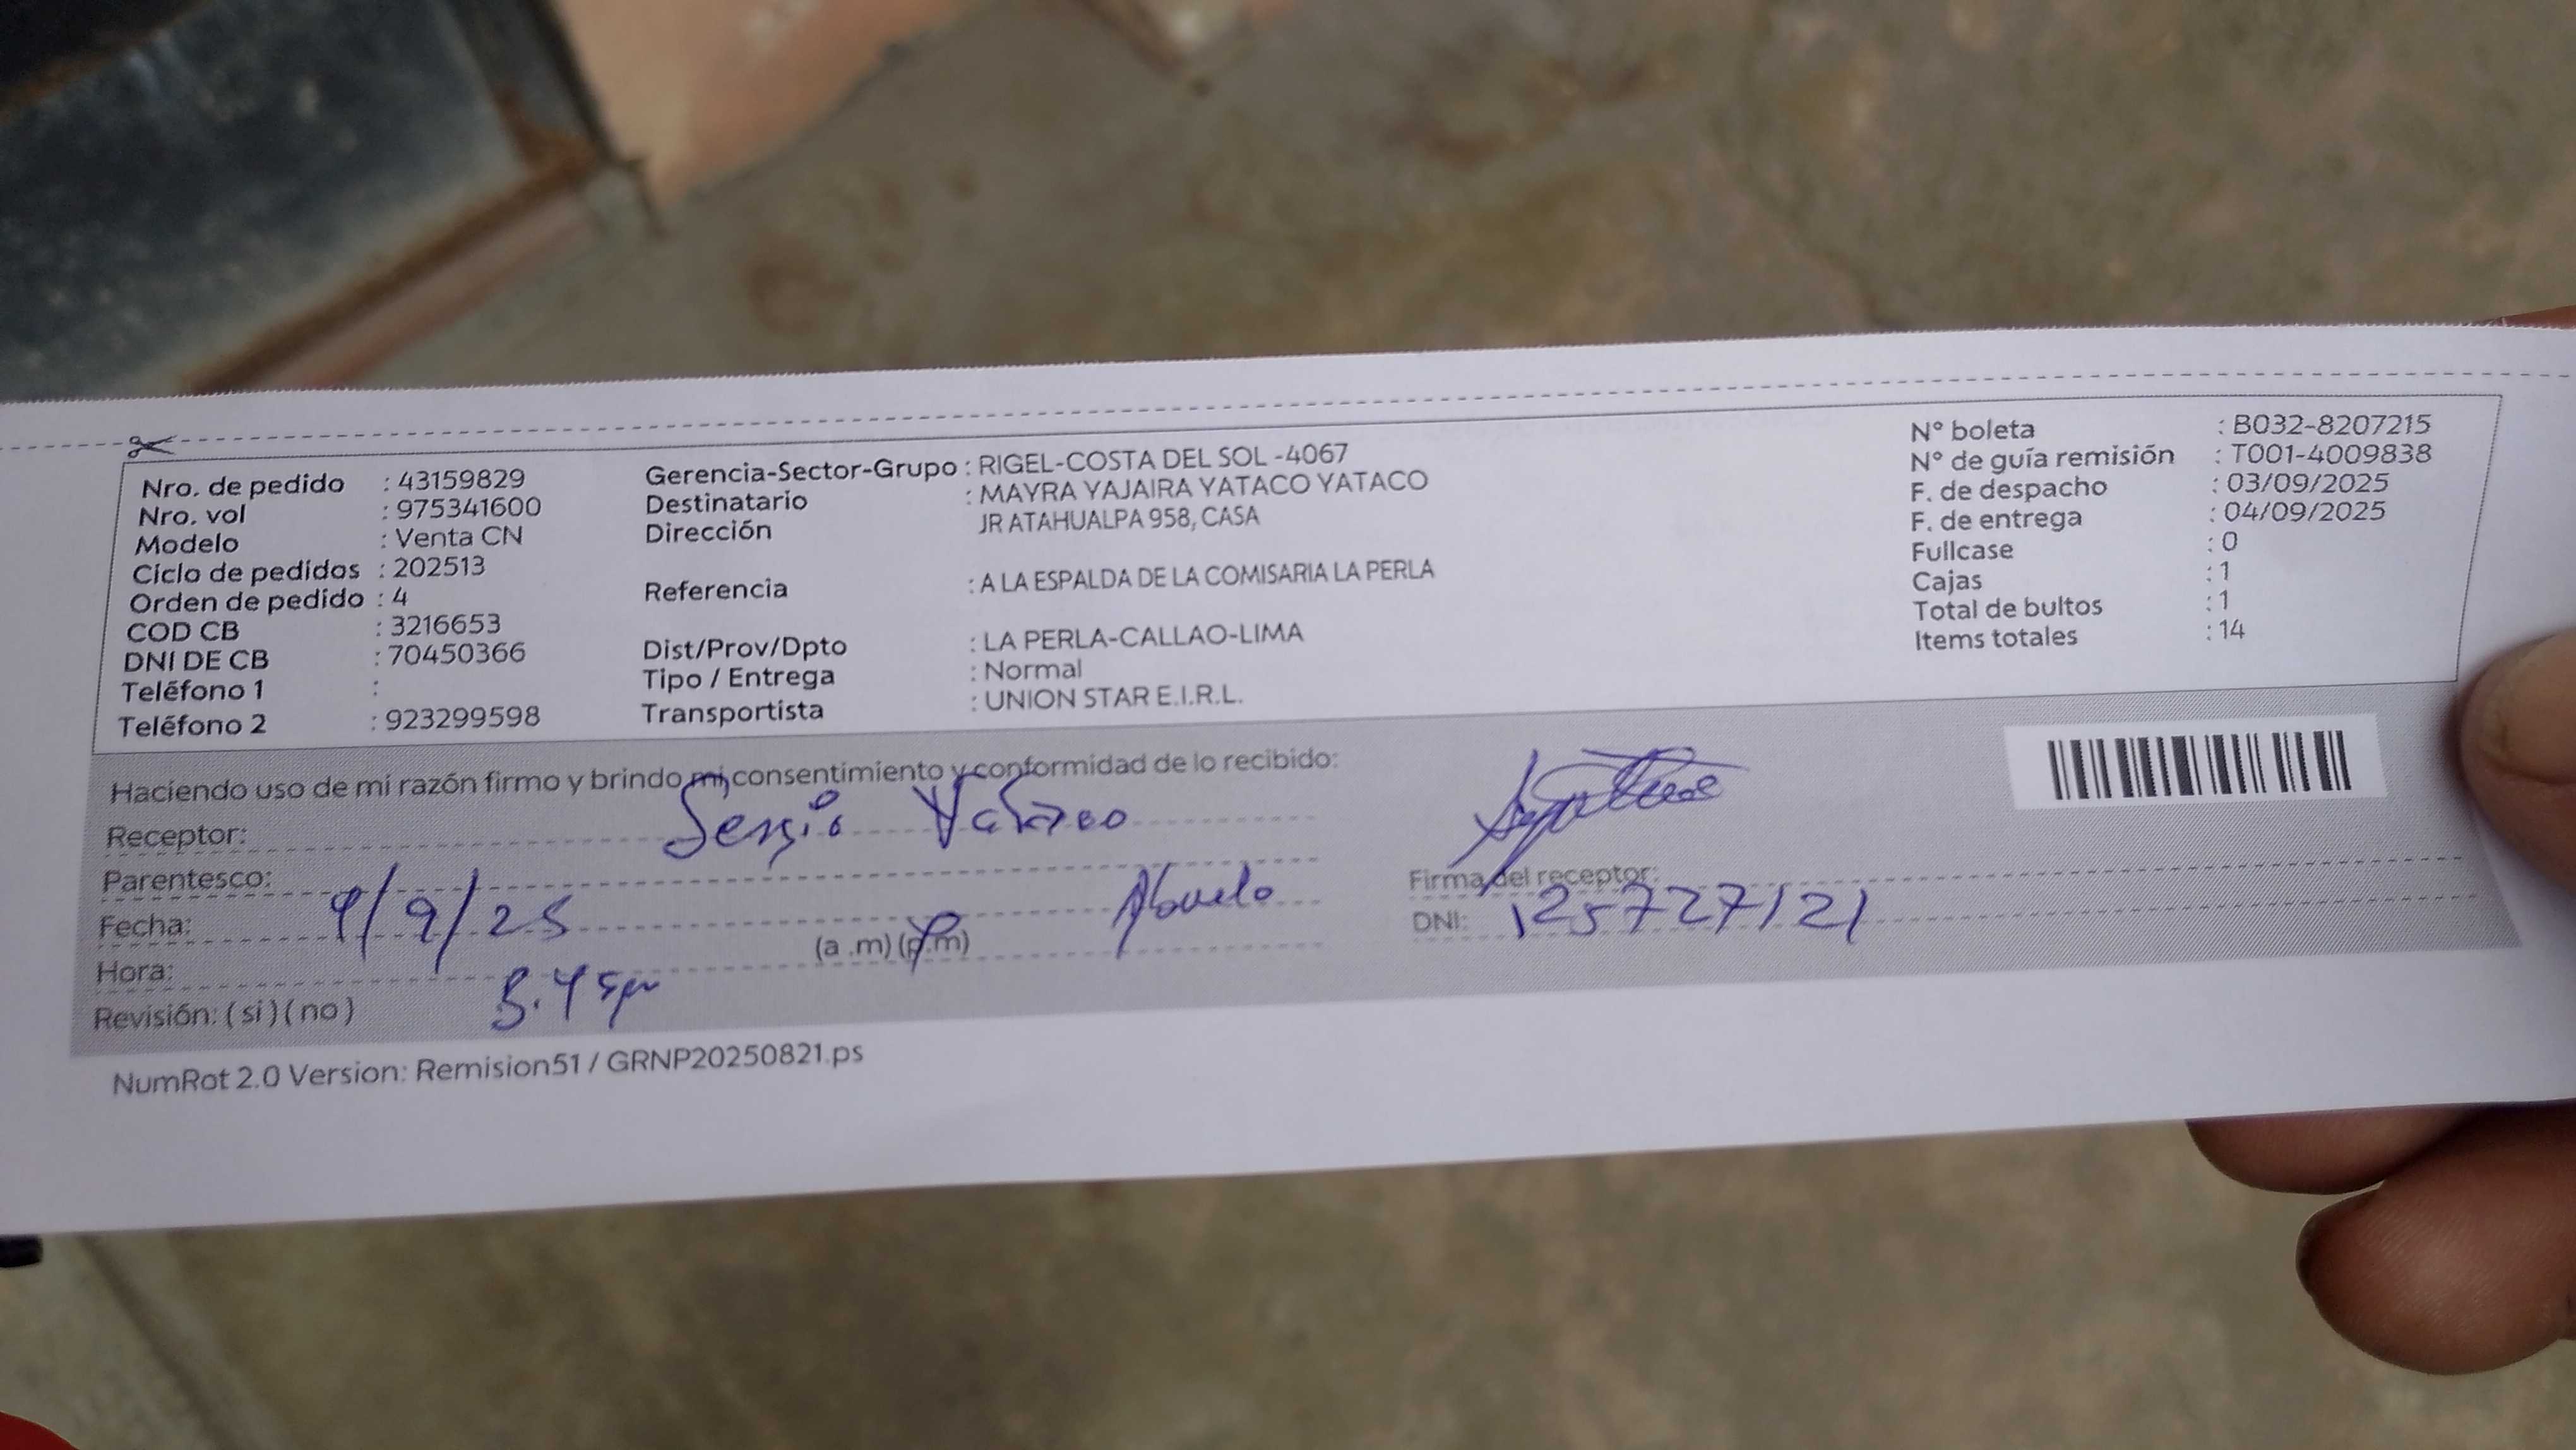 Nro. de pedido : 43159829
Nro. vol : 975341600
Modelo : Venta CN
Ciclo de pedidos : 202513
Orden de pedido : 4
COD CB : 3216653
DNI DE CB : 70450366
Teléfono 1 :
Teléfono 2 : 923299598
Gerencia-Sector-Grupo : RIGEL-COSTA DEL SOL -4067
Destinatario : MAYRA YAJAIRA YATACO YATACO
Dirección JR ATAHUALPA 958, CASA
Referencia : A LA ESPALDA DE LA COMISARIA LA PERLA
Dist/Prov/Dpto : LA PERLA-CALLAO-LIMA
Tipo / Entrega : Normal
Transportista : UNION STAR E.I.R.L.
N° boleta : B032-8207215
N° de guía remisión : T001-4009838
F. de despacho : 03/09/2025
F. de entrega : 04/09/2025
Fullcase : 0
Cajas : 1
Total de bultos : 1
Items totales : 14
Haciendo uso de mi razón firmo y brindo mi consentimiento y conformidad de lo recibido:
Receptor: Sergio Yataco
Parentesco: Abuelo
Fecha: /9/25
(a .m) (p.m)
Hora:
Revisión: ( si ) ( no )
Firma del receptor:
DNI: 125727121
NumRot 2.0 Version: Remision51 / GRNP20250821.ps